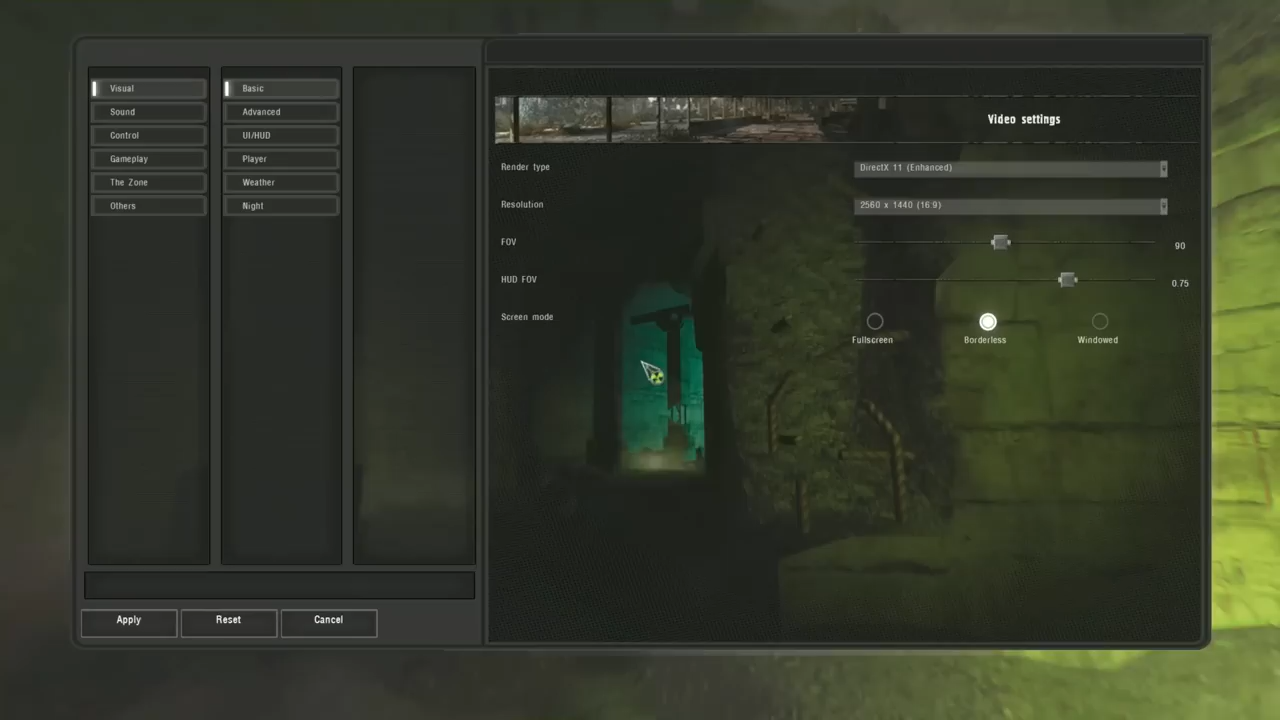 Visual
Sound
Control
Gameplay
The Zone
Others
Basic
Advanced
UI/HUD
Player
Weather
Night
Apply
Reset
Cancel
Video settings
Render type
DirectX 11 (Enhanced)
Resolution
2560 x 1440 (16:9)
FOV
90
HUD FOV
0.75
Screen mode
Fullscreen
Borderless
Windowed